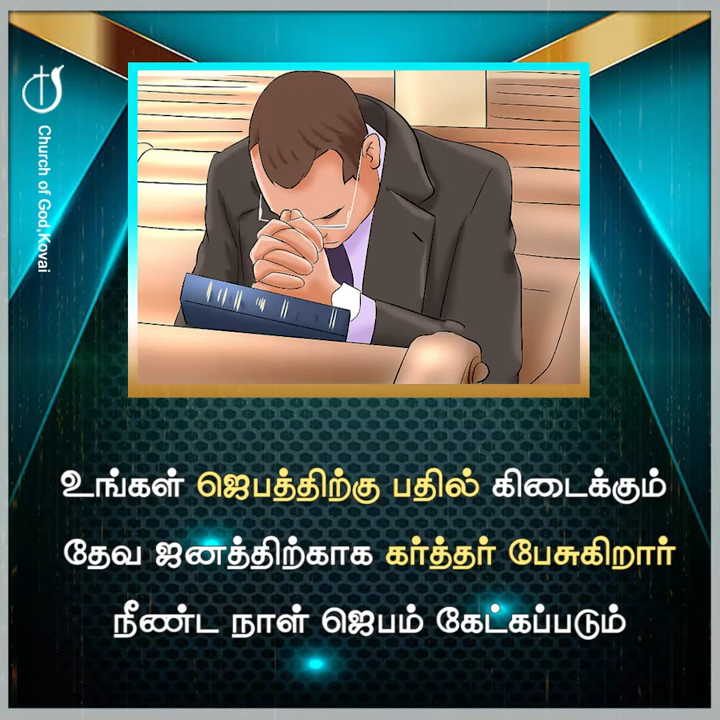 Church of God,Kovai
உங்கள் ஜெபத்திற்கு பதில் கிடைக்கும்
தேவ ஜனத்திற்காக கர்த்தர் பேசுகிறார்
நீண்ட நாள் ஜெபம் கேட்கப்படும்